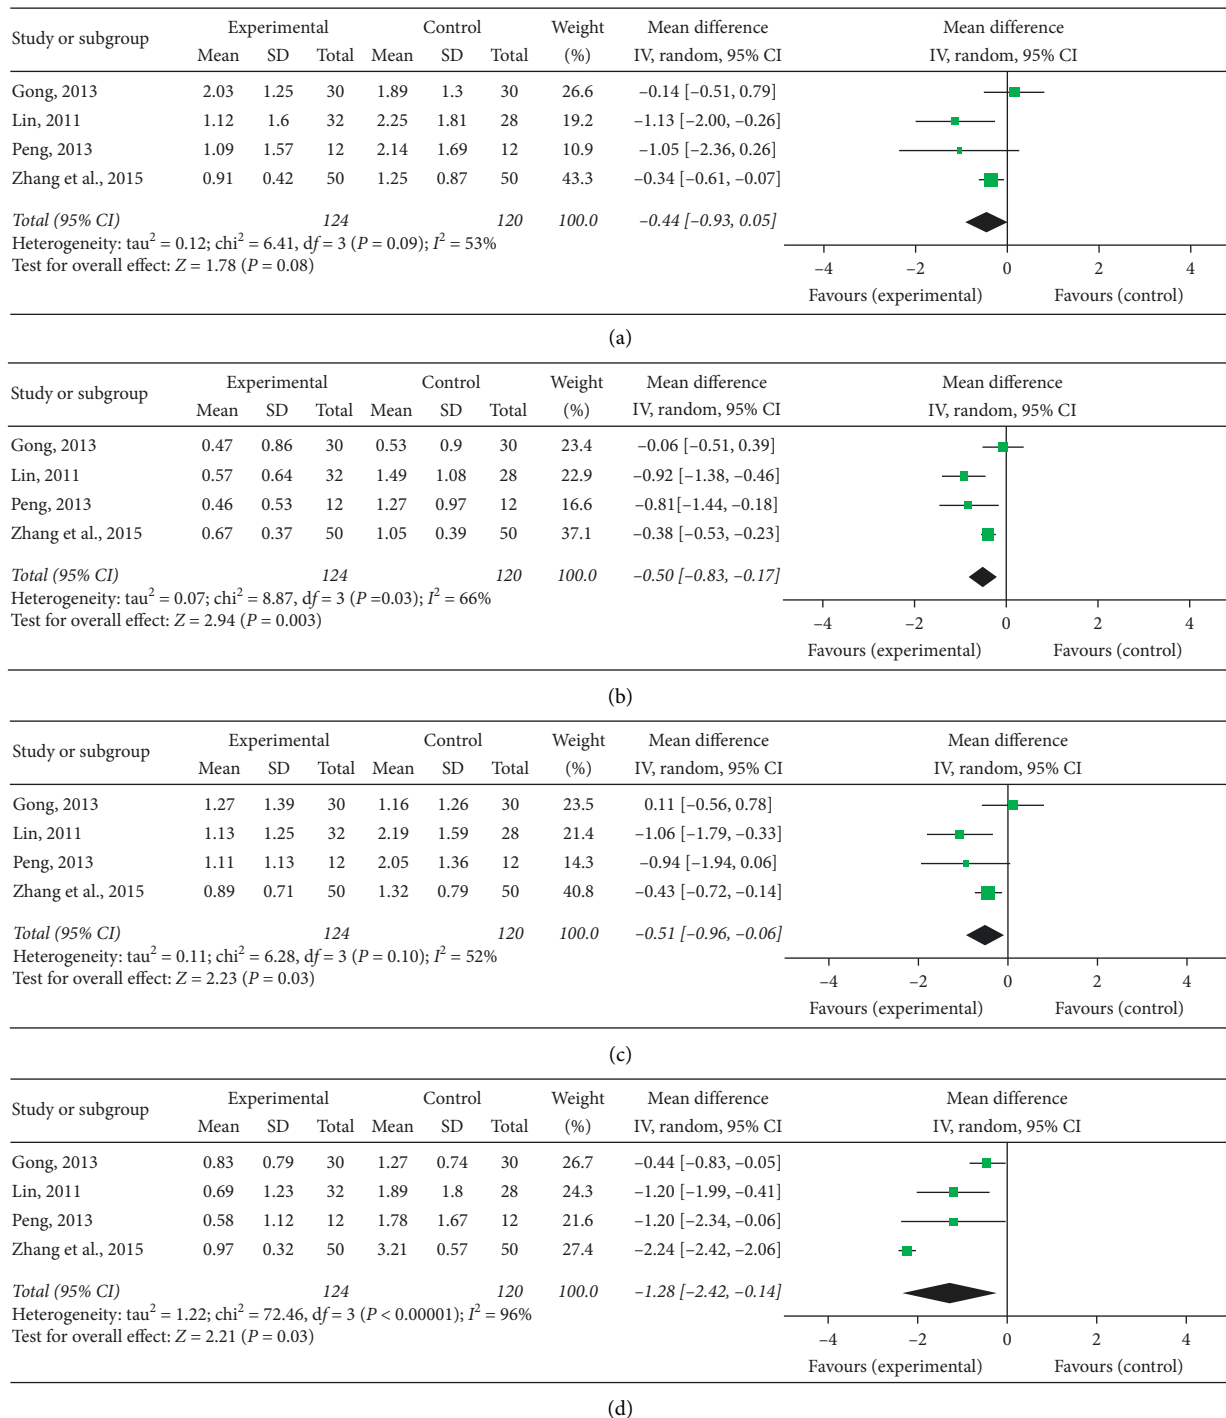 Study or subgroup Experimental Control Weight Mean difference Mean difference
Mean SD Total Mean SD Total (%) IV, random, 95% CI IV, random, 95% CI
Gong, 2013 2.03 1.25 30 1.89 1.3 30 26.6 –0.14 [–0.51, 0.79]
Lin, 2011 1.12 1.6 32 2.25 1.81 28 19.2 –1.13 [–2.00, –0.26]
Peng, 2013 1.09 1.57 12 2.14 1.69 12 10.9 –1.05 [–2.36, 0.26]
Zhang et al., 2015 0.91 0.42 50 1.25 0.87 50 43.3 –0.34 [–0.61, –0.07]
Total (95% CI) 124 120 100.0 –0.44 [–0.93, 0.05]
Heterogeneity: tau² = 0.12; chi² = 6.41, df = 3 (P = 0.09); I² = 53%
Test for overall effect: Z = 1.78 (P = 0.08)
–4 –2 0 2 4
Favours (experimental) Favours (control)
(a)
Study or subgroup Experimental Control Weight Mean difference Mean difference
Mean SD Total Mean SD Total (%) IV, random, 95% CI IV, random, 95% CI
Gong, 2013 0.47 0.86 30 0.53 0.9 30 23.4 –0.06 [–0.51, 0.39]
Lin, 2011 0.57 0.64 32 1.49 1.08 28 22.9 –0.92 [–1.38, –0.46]
Peng, 2013 0.46 0.53 12 1.27 0.97 12 16.6 –0.81[–1.44, –0.18]
Zhang et al., 2015 0.67 0.37 50 1.05 0.39 50 37.1 –0.38 [–0.53, –0.23]
Total (95% CI) 124 120 100.0 –0.50 [–0.83, –0.17]
Heterogeneity: tau² = 0.07; chi² = 8.87, df = 3 (P =0.03); I² = 66%
Test for overall effect: Z = 2.94 (P = 0.003)
–4 –2 0 2 4
Favours (experimental) Favours (control)
(b)
Study or subgroup Experimental Control Weight Mean difference Mean difference
Mean SD Total Mean SD Total (%) IV, random, 95% CI IV, random, 95% CI
Gong, 2013 1.27 1.39 30 1.16 1.26 30 23.5 0.11 [–0.56, 0.78]
Lin, 2011 1.13 1.25 32 2.19 1.59 28 21.4 –1.06 [–1.79, –0.33]
Peng, 2013 1.11 1.13 12 2.05 1.36 12 14.3 –0.94 [–1.94, 0.06]
Zhang et al., 2015 0.89 0.71 50 1.32 0.79 50 40.8 –0.43 [–0.72, –0.14]
Total (95% CI) 124 120 100.0 –0.51 [–0.96, –0.06]
Heterogeneity: tau² = 0.11; chi² = 6.28, df = 3 (P = 0.10); I² = 52%
Test for overall effect: Z = 2.23 (P = 0.03)
–4 –2 0 2 4
Favours (experimental) Favours (control)
(c)
Study or subgroup Experimental Control Weight Mean difference Mean difference
Mean SD Total Mean SD Total (%) IV, random, 95% CI IV, random, 95% CI
Gong, 2013 0.83 0.79 30 1.27 0.74 30 26.7 –0.44 [–0.83, –0.05]
Lin, 2011 0.69 1.23 32 1.89 1.8 28 24.3 –1.20 [–1.99, –0.41]
Peng, 2013 0.58 1.12 12 1.78 1.67 12 21.6 –1.20 [–2.34, –0.06]
Zhang et al., 2015 0.97 0.32 50 3.21 0.57 50 27.4 –2.24 [–2.42, –2.06]
Total (95% CI) 124 120 100.0 –1.28 [–2.42, –0.14]
Heterogeneity: tau² = 1.22; chi² = 72.46, df = 3 (P < 0.00001); I² = 96%
Test for overall effect: Z = 2.21 (P = 0.03)
–4 –2 0 2 4
Favours (experimental) Favours (control)
(d)